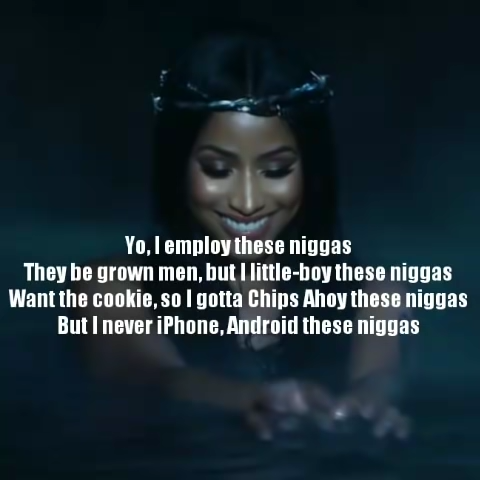 Yo, I employ these niggas
They be grown men, but I little-boy these niggas
Want the cookie, so I gotta Chips Ahoy these niggas
But I never iPhone, Android these niggas